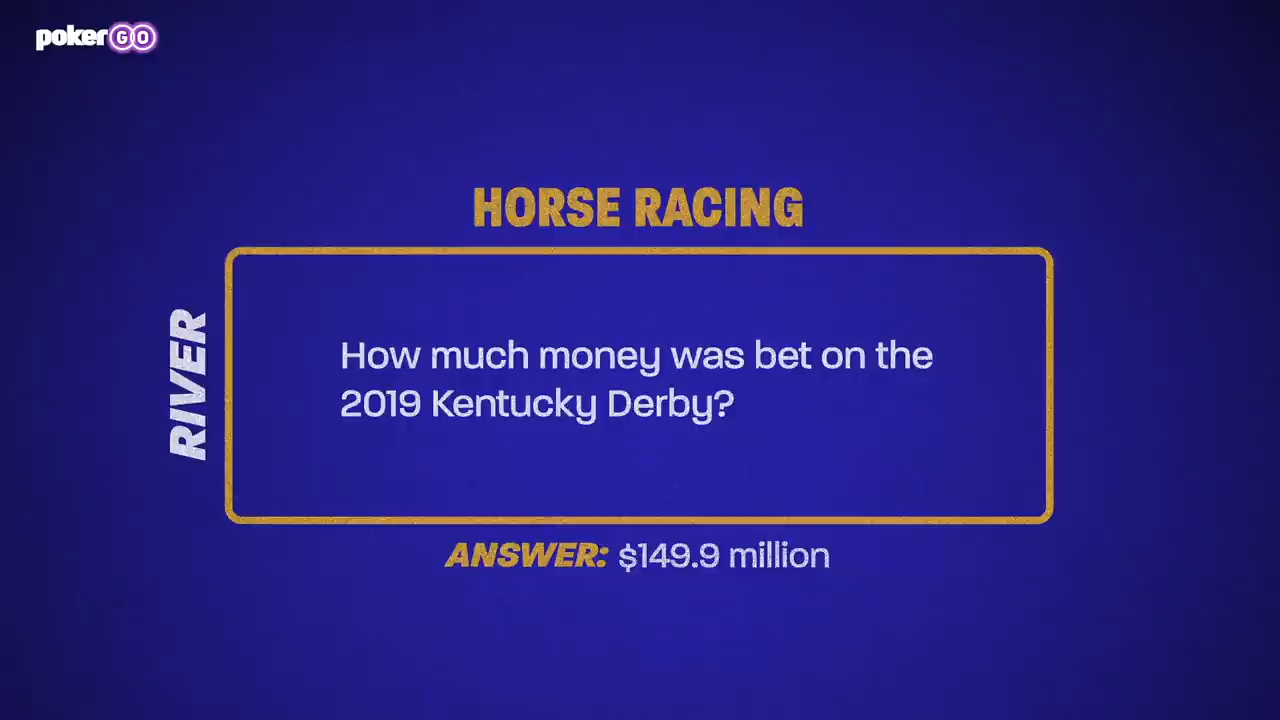 pokerGO
HORSE RACING
RIVER
How much money was bet on the
2019 Kentucky Derby?
ANSWER: $149.9 million